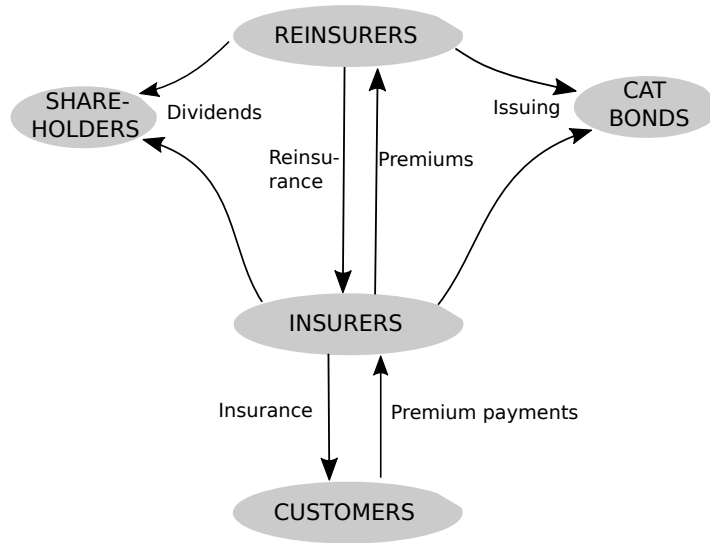 REINSURERS
SHARE-
HOLDERS
Dividends
Issuing
CAT
BONDS
Reinsu-
rance
Premiums
INSURERS
Insurance
Premium payments
CUSTOMERS